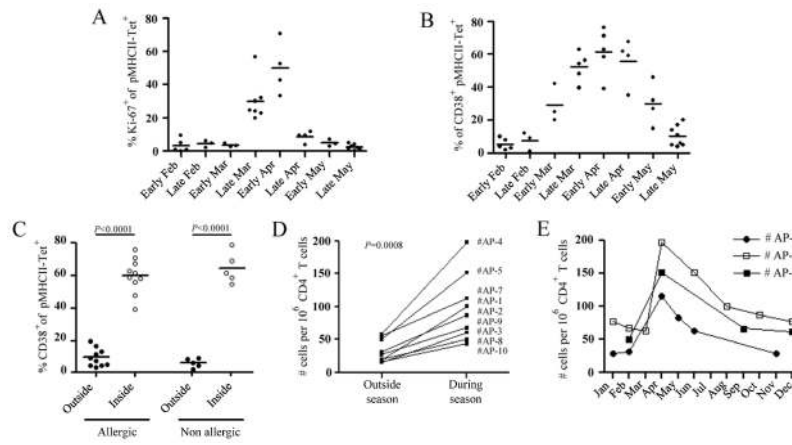 A
% Ki-67⁺ of pMHCII-Tet⁺
80
60
40
20
0
Early Feb
Late Feb
Early Mar
Late Mar
Early Apr
Late Apr
Early May
Late May
B
% of CD38⁺ pMHCII-Tet⁺
80
60
40
20
0
Early Feb
Late Feb
Early Mar
Late Mar
Early Apr
Late Apr
Early May
Late May
C
% CD38⁺ of pMHCII-Tet⁺
80
60
40
20
0
P<0.0001
P<0.0001
Outside
Inside
Outside
Inside
Allergic
Non allergic
D
# cells per 10⁶ CD4⁺ T cells
200
150
100
50
0
P=0.0008
#AP-4
#AP-5
#AP-7
#AP-1
#AP-2
#AP-9
#AP-3
#AP-8
#AP-10
Outside
season
During
season
E
# cells per 10⁶ CD4⁺ T cells
200
150
100
50
0
# AP-
# AP-
# AP-
Jan
Feb
Mar
Apr
May
Jun
Jul
Aug
Sep
Oct
Nov
Dec